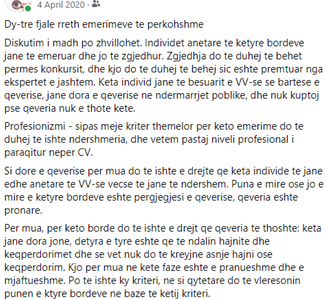 4 April 2020 ·
Dy-tre fjale rreth emerimeve te perkohshme
Diskutim i madh po zhvillohet. Individet anetare te ketyre bordeve
jane te emeruar dhe jo te zgjedhur. Zgjedhja do te duhej te behet
permes konkursit, dhe kjo do te behej sic eshte premtuar nga
ekspertet e jashtem. Keta individ jane te besuarit e VV-se se bartese e
qeverise, jane dora e qeverise ne ndermarrjet poblike, dhe nuk kuptoj
pse qeveria nuk e thote kete.
Profesionizmi - sipas meje kriter themelor per keto emerime do te
duhej te ishte ndershmeria, dhe vetem pastaj niveli profesional i
paraqitur neper CV.
Si dore e qeverise per mua do te ishte e drejte qe keta individe te jane
edhe anetare te VV-se vecse te jane te ndershem. Puna e mire ose jo e
mire e ketyre bordeve eshte pergjegjesi e qeverise, qeveria eshte
pronare.
Per mua, per keto borde do te ishte e drejt qe qeveria te thoshte: keta
jane dora jone, detyra e tyre eshte qe te ndalin hajnite dhe
keqperdorimet dhe se vet nuk do te kreyjne asnje hajni ose
keqperdorim. Kjo per mua ne kete faze eshte e pranueshme dhe e
mjaftueshme. Po te ishte ky kriteri, ne si qytetare do te vleresonin
punen e ktyre bordeve ne baze te ketij kriteri.